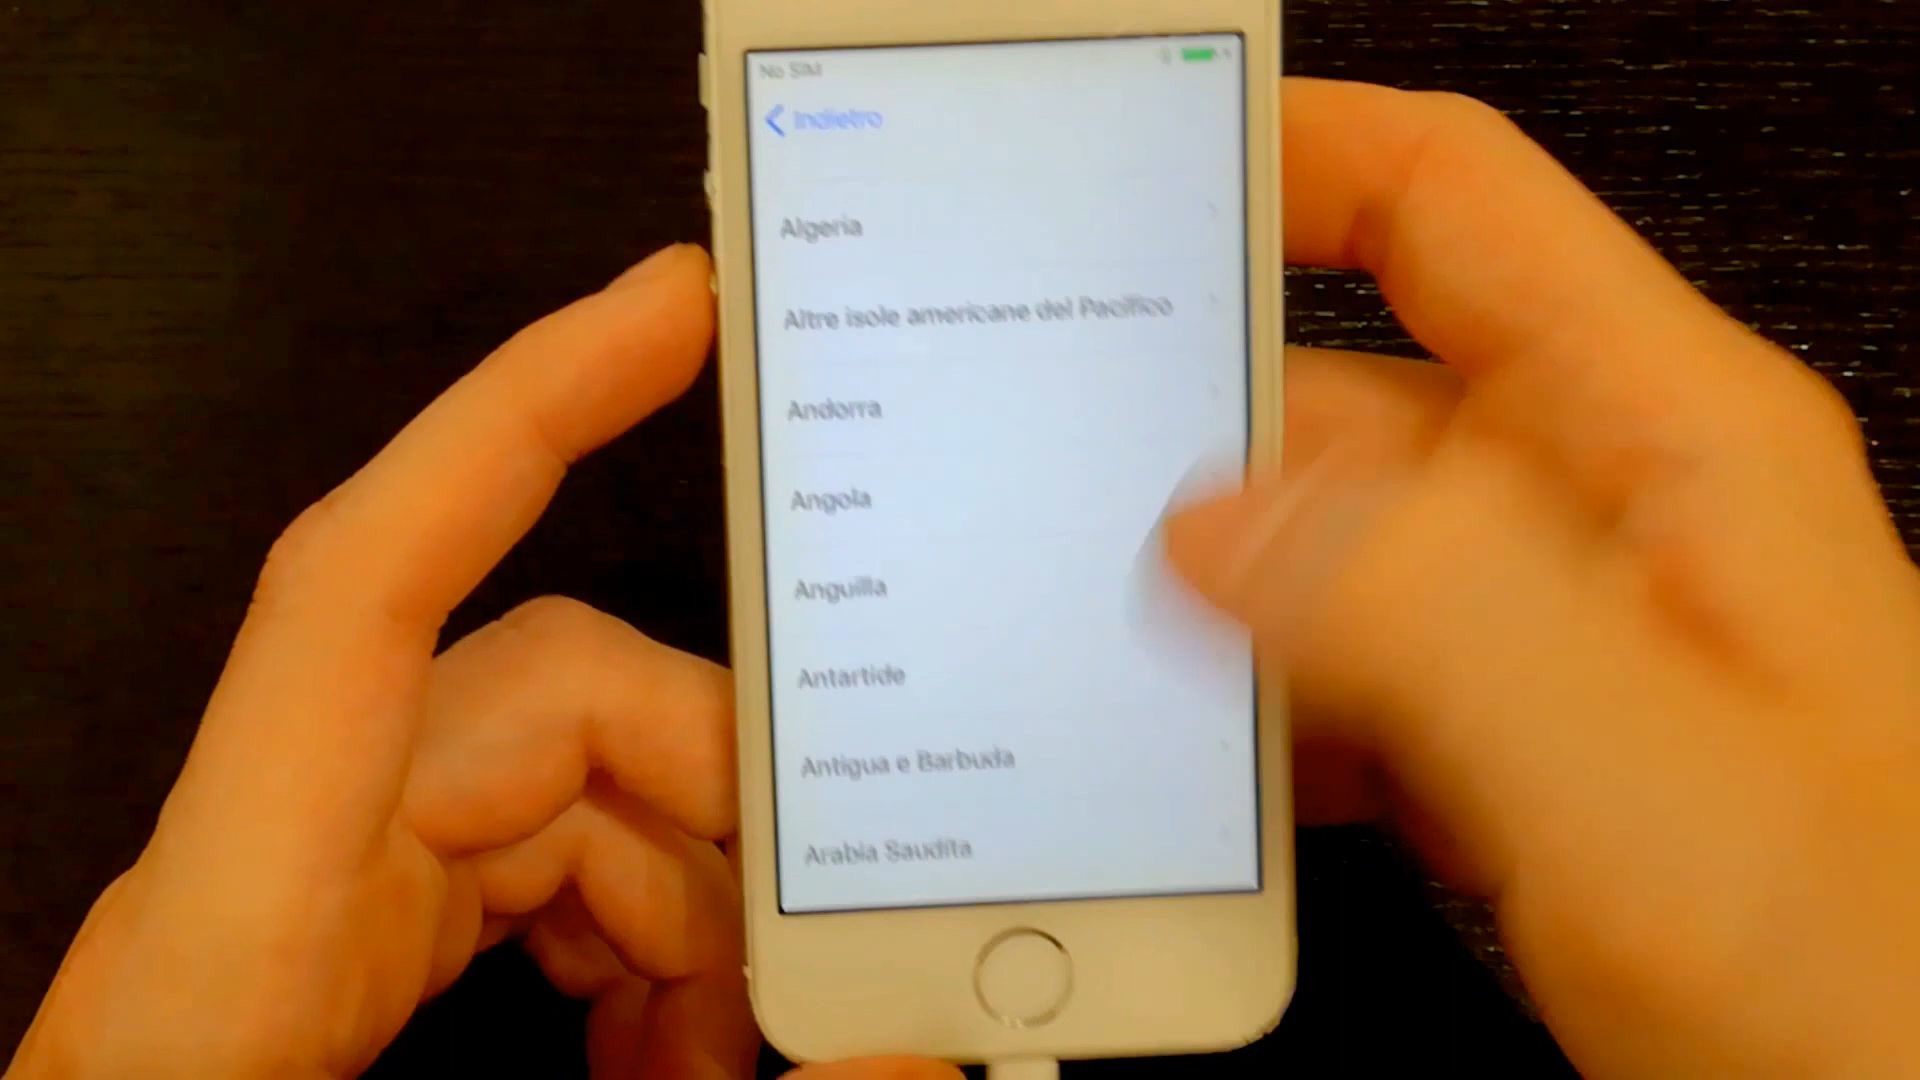 No SIM
Indietro
Algeria
Altre isole americane del Pacifico
Andorra
Angola
Anguilla
Antartide
Antigua e Barbuda
Arabia Saudita